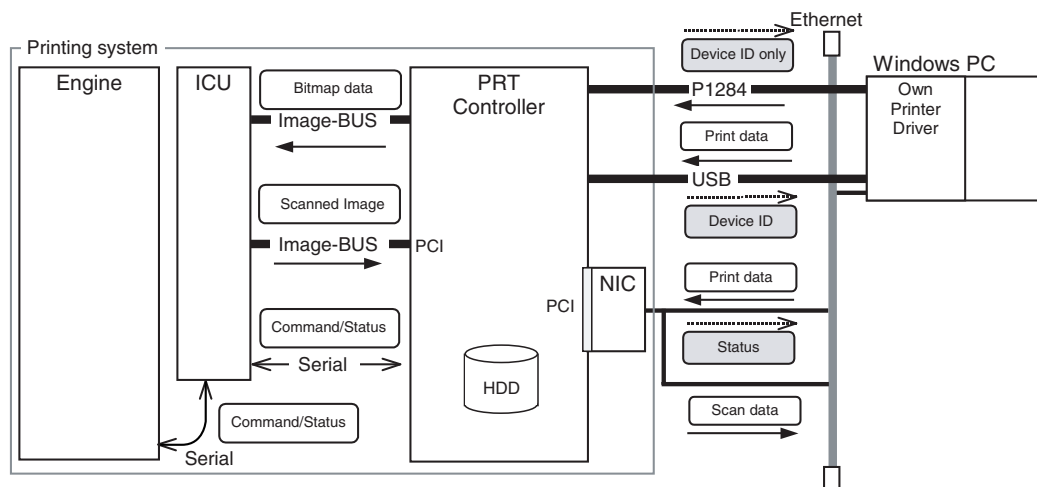 Printing system
Engine
ICU
Bitmap data
Image-BUS
Scanned Image
Image-BUS
PCI
Command/Status
Serial
Command/Status
Serial
PRT
Controller
HDD
PCI
NIC
Ethernet
Device ID only
P1284
Print data
USB
Device ID
Print data
Status
Scan data
Windows PC
Own
Printer
Driver